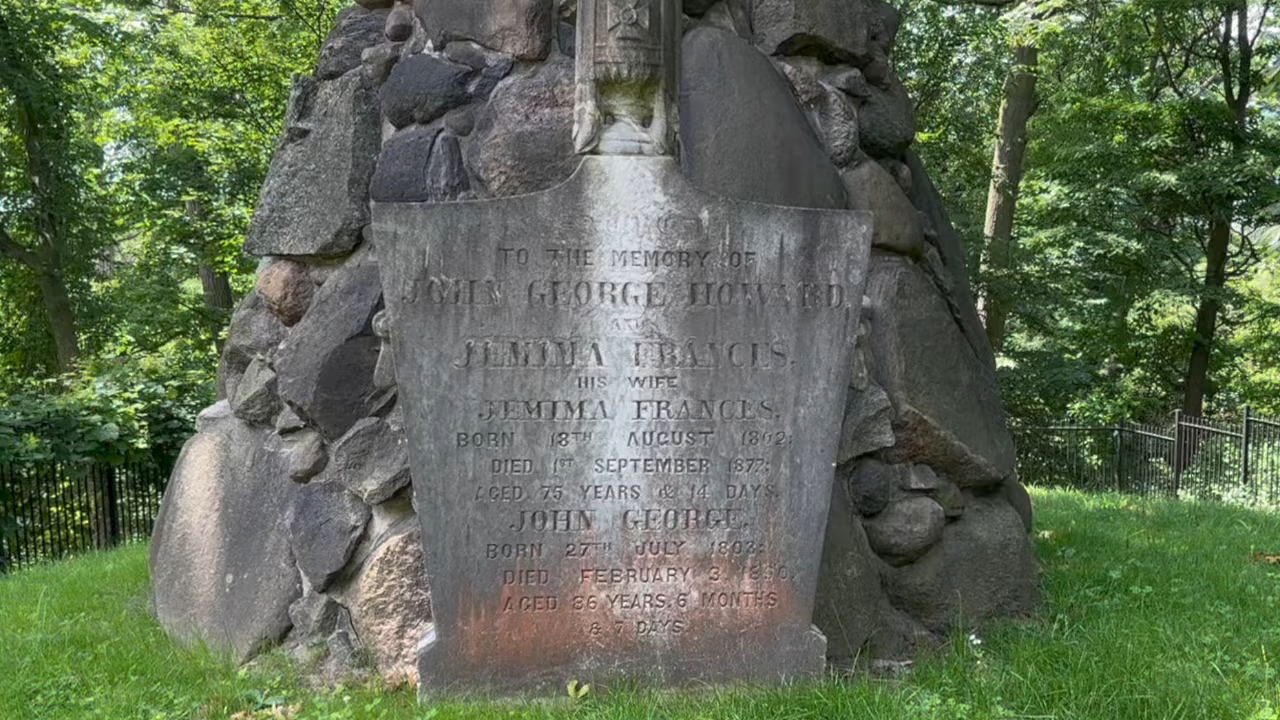 TO THE MEMORY OF
JOHN GEORGE HOWARD,
AND
JEMIMA FRANCIS,
HIS WIFE
JEMIMA FRANCES,
BORN 18TH AUGUST 1802:
DIED 1ST SEPTEMBER 1877:
AGED 75 YEARS & 14 DAYS.
JOHN GEORGE,
BORN 27TH JULY 1803:
DIED FEBRUARY 3, 1890,
AGED 86 YEARS, 6 MONTHS
& 7 DAYS